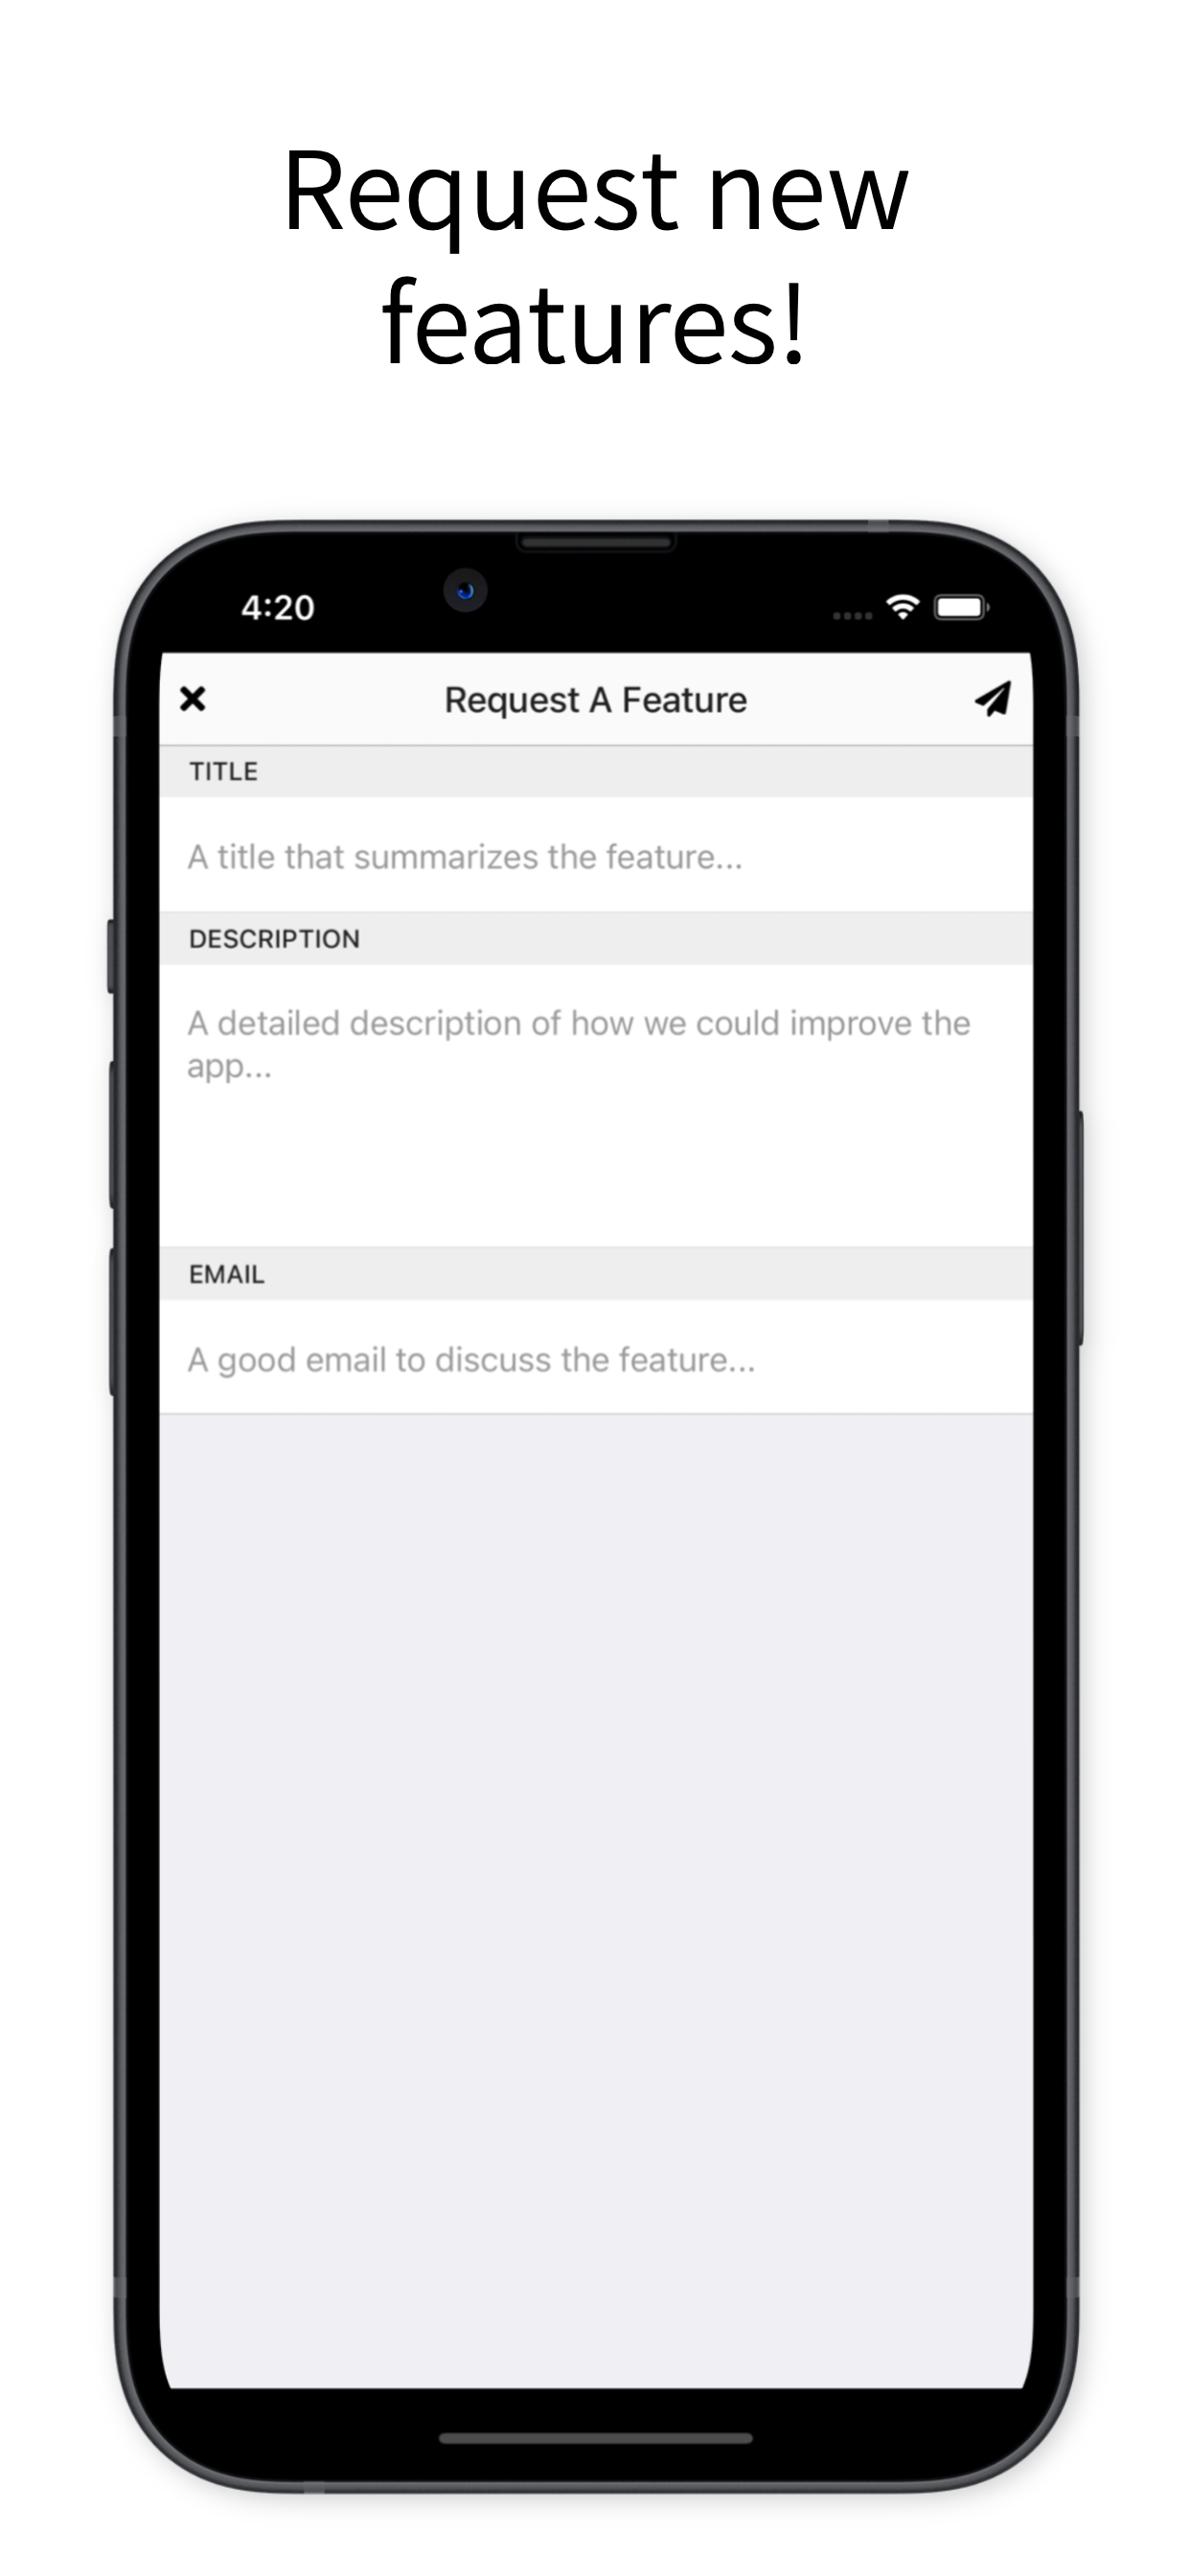 Request new
features!
4:20
Request A Feature
TITLE
A title that summarizes the feature...
DESCRIPTION
A detailed description of how we could improve the
app...
EMAIL
A good email to discuss the feature...